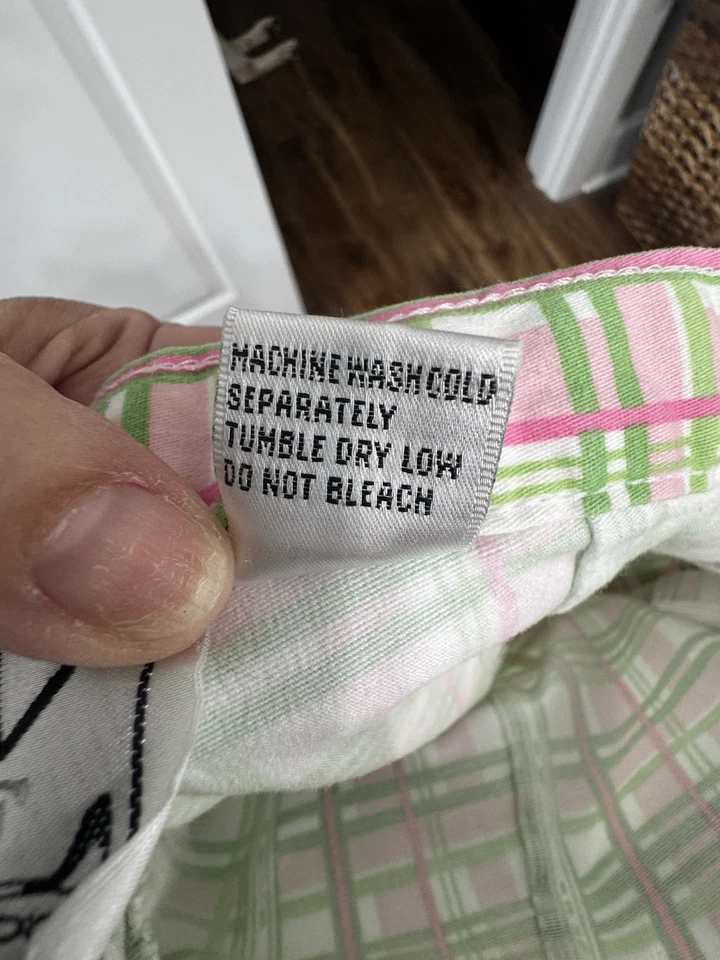 MACHINE WASH COLD
SEPARATELY
TUMBLE DRY LOW
DO NOT BLEACH